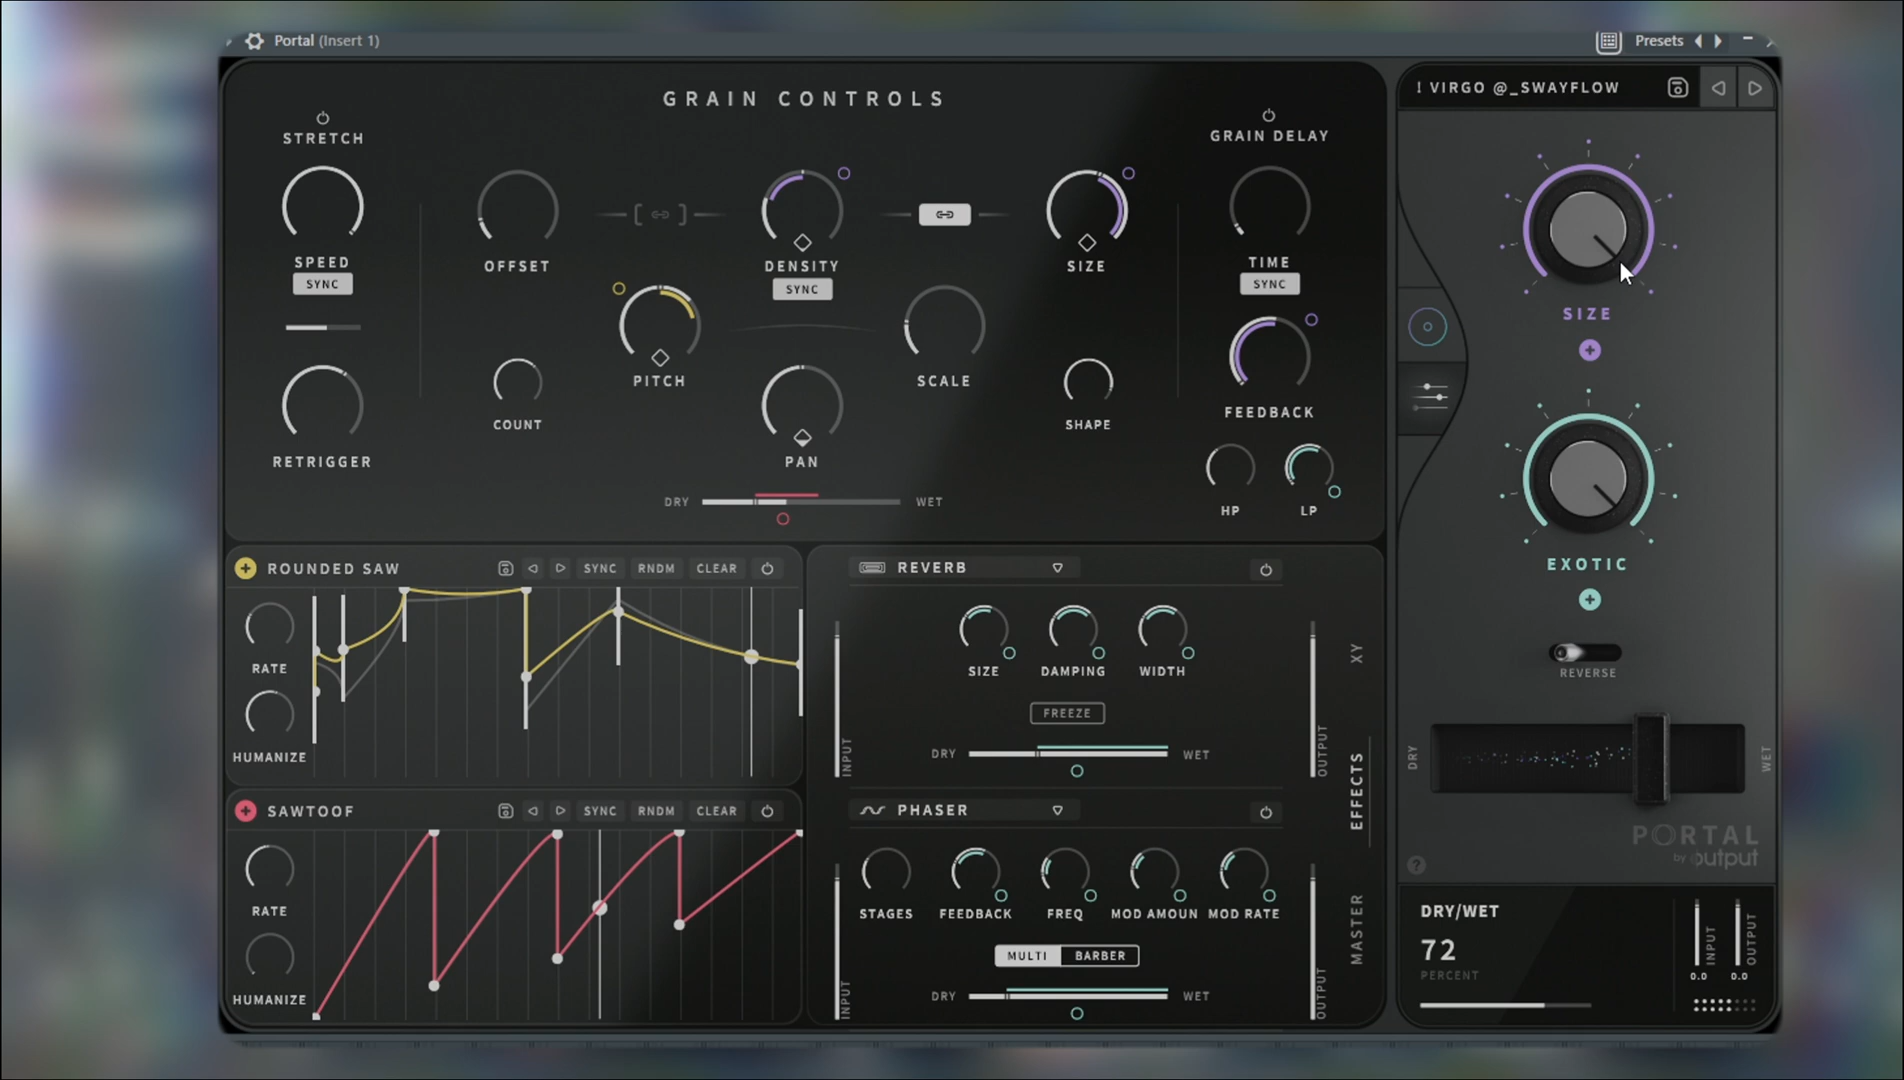 Portal (Insert 1)
Presets
GRAIN CONTROLS
STRETCH
SPEED
SYNC
RETRIGGER
OFFSET
COUNT
PITCH
DENSITY
SYNC
PAN
SCALE
SIZE
SHAPE
DRY
WET
GRAIN DELAY
TIME
SYNC
FEEDBACK
HP
LP
! VIRGO @_SWAYFLOW
SIZE
EXOTIC
REVERSE
DRY
WET
PORTAL
by output
DRY/WET
72
PERCENT
INPUT
OUTPUT
0.0
0.0
ROUNDED SAW
SYNC
RNDM
CLEAR
RATE
HUMANIZE
SAWTOOF
SYNC
RNDM
CLEAR
RATE
HUMANIZE
REVERB
SIZE
DAMPING
WIDTH
FREEZE
DRY
WET
INPUT
OUTPUT
PHASER
STAGES
FEEDBACK
FREQ
MOD AMOUN
MOD RATE
MULTI
BARBER
DRY
WET
INPUT
OUTPUT
XY
EFFECTS
MASTER
?